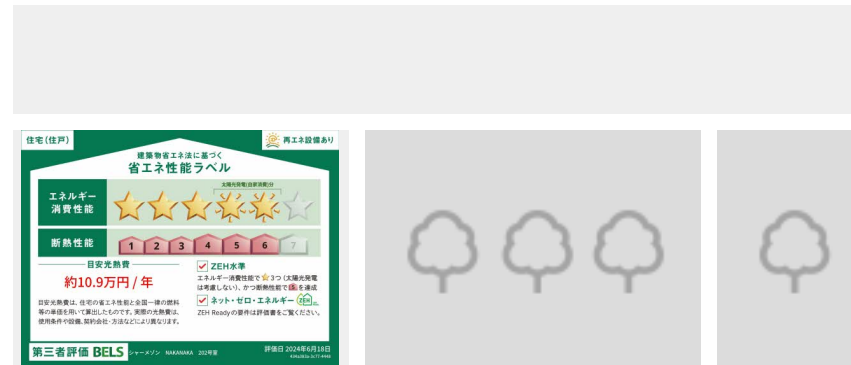 住宅(住戸)
再エネ設備あり
建築物省エネ法に基づく
省エネ性能ラベル
太陽光発電(自家消費)分
エネルギー
消費性能
断熱性能
1 2 3 4 5 6 7
目安光熱費
約10.9万円 / 年
目安光熱費は、住宅の省エネ性能と全国一律の燃料
等の単価を用いて算出したものです。実際の光熱費は、
使用条件や設備、契約会社・方法などにより異なります。
ZEH水準
エネルギー消費性能で 3つ (太陽光発電
は考慮しない)、かつ断熱性能で 5 を達成
ネット・ゼロ・エネルギー ZEH
ZEH Readyの要件は評価書をご覧ください。
第三者評価 BELS
シャーメゾン NAKANAKA 202号室
評価日 2024年6月18日